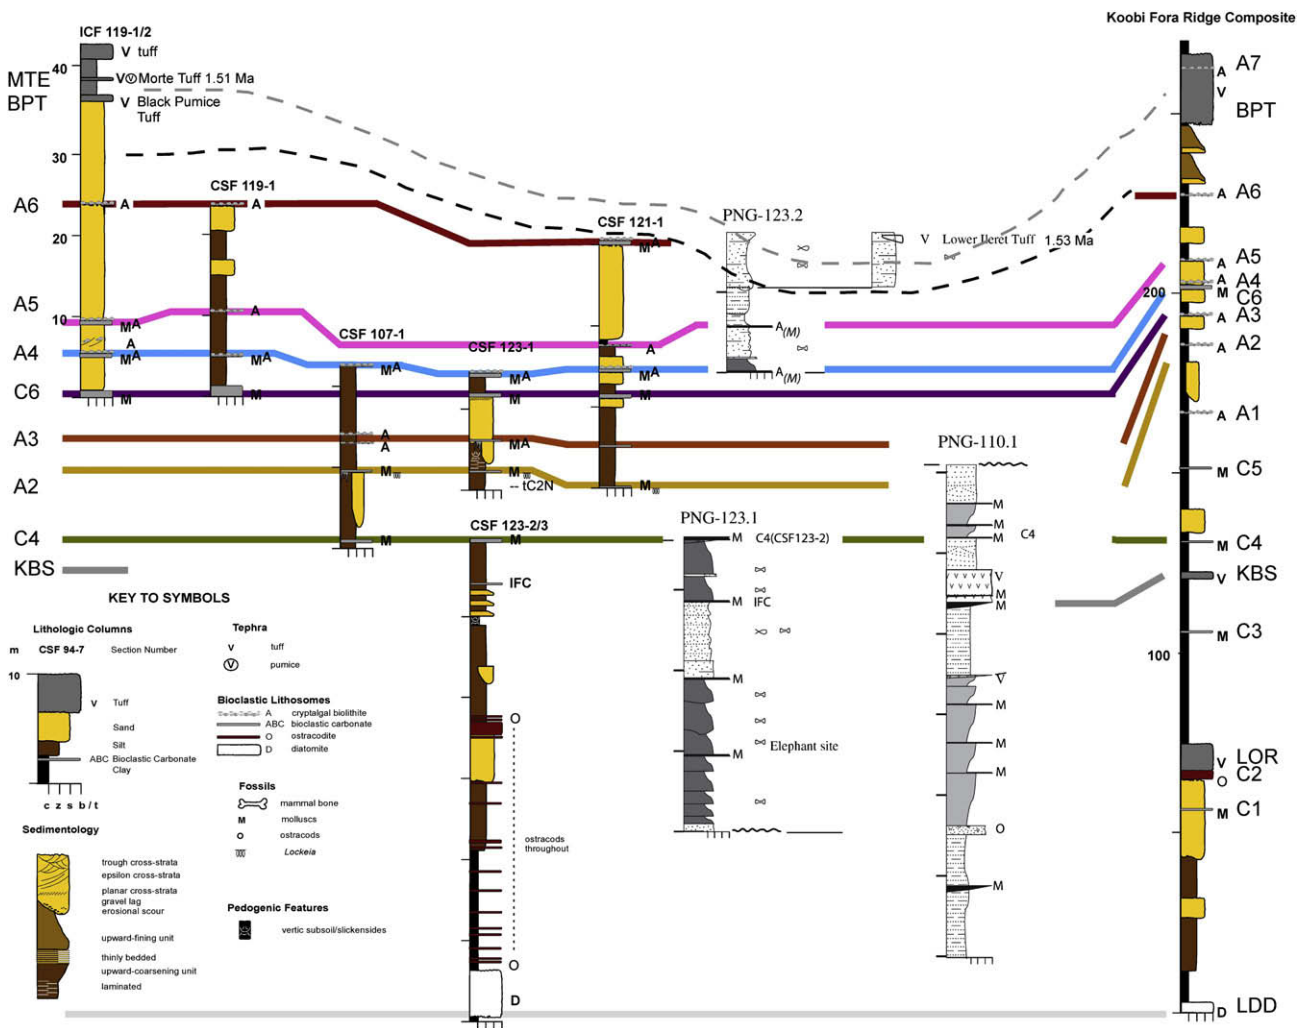 Koobi Fora Ridge Composite
ICF 119-1/2
V tuff
40
V Ⓥ Morte Tuff 1.51 Ma
MTE
BPT
V Black Pumice
Tuff
A7
A
V
BPT
30
CSF 119-1
A6
A
A
CSF 121-1
PNG-123.2
A
A6
20
M A
V Lower Ileret Tuff 1.53 Ma
A5
A
A4
A
M
C6
200
A3
A
A5
10
M A
A
CSF 107-1
A (M)
A2
A
A
A4
M A
M A
M A
CSF 123-1
M A
A
M A
A (M)
C6
M
M
M
M
A1
A
A3
A
A
M A
PNG-110.1
A2
M
M
-- tC2N
M
C5
M
PNG-123.1
M
M
C4
M
CSF 123-2/3
M
M C4(CSF123-2)
M C4
C4
M
KBS
IFC
M IFC
V
M
M
KBS
V
C3
M
100
KEY TO SYMBOLS
Lithologic Columns
m CSF 94-7 Section Number
10
V Tuff
Sand
Silt
ABC Bioclastic Carbonate
Clay
c z s b / t
Tephra
V tuff
Ⓥ pumice
Bioclastic Lithosomes
A cryptalgal biolithite
ABC bioclastic carbonate
O ostracodite
D diatomite
Fossils
mammal bone
M molluscs
O ostracods
Lockeia
Pedogenic Features
vertic subsoil/slickensides
Sedimentology
trough cross-strata
epsilon cross-strata
planar cross-strata
gravel lag
erosional scour
upward-fining unit
thinly bedded
upward-coarsening unit
laminated
O
ostracods
throughout
O
D
M
M
Elephant site
V
M
M
M
O
M
LOR
V
C2
O
C1
M
LDD
D